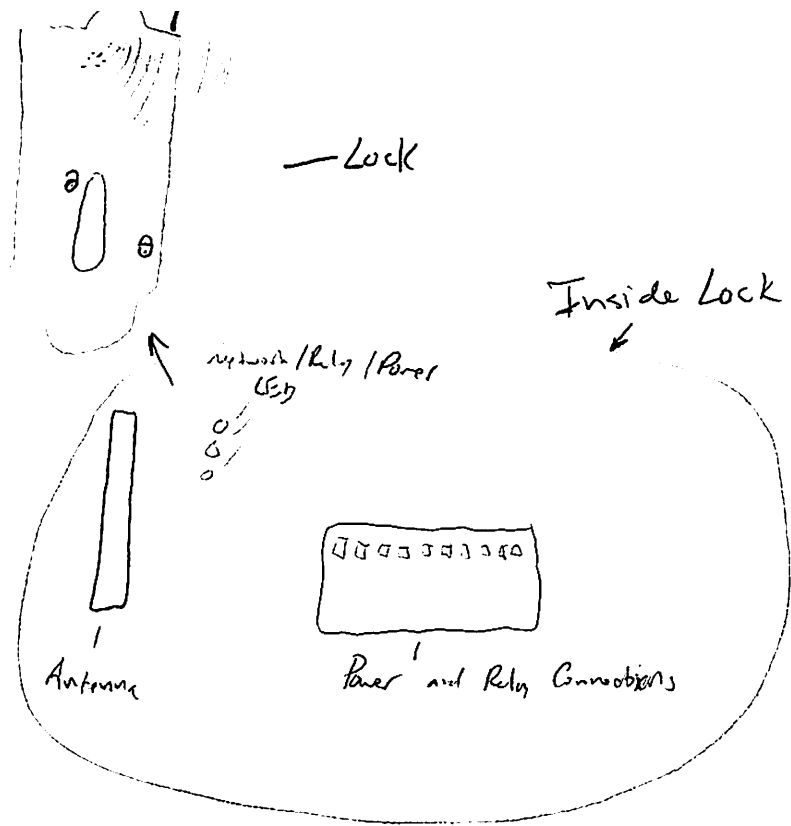 Lock
Inside Lock
Network/Relay/Power
LED
Antenna
Power and Relay Connections